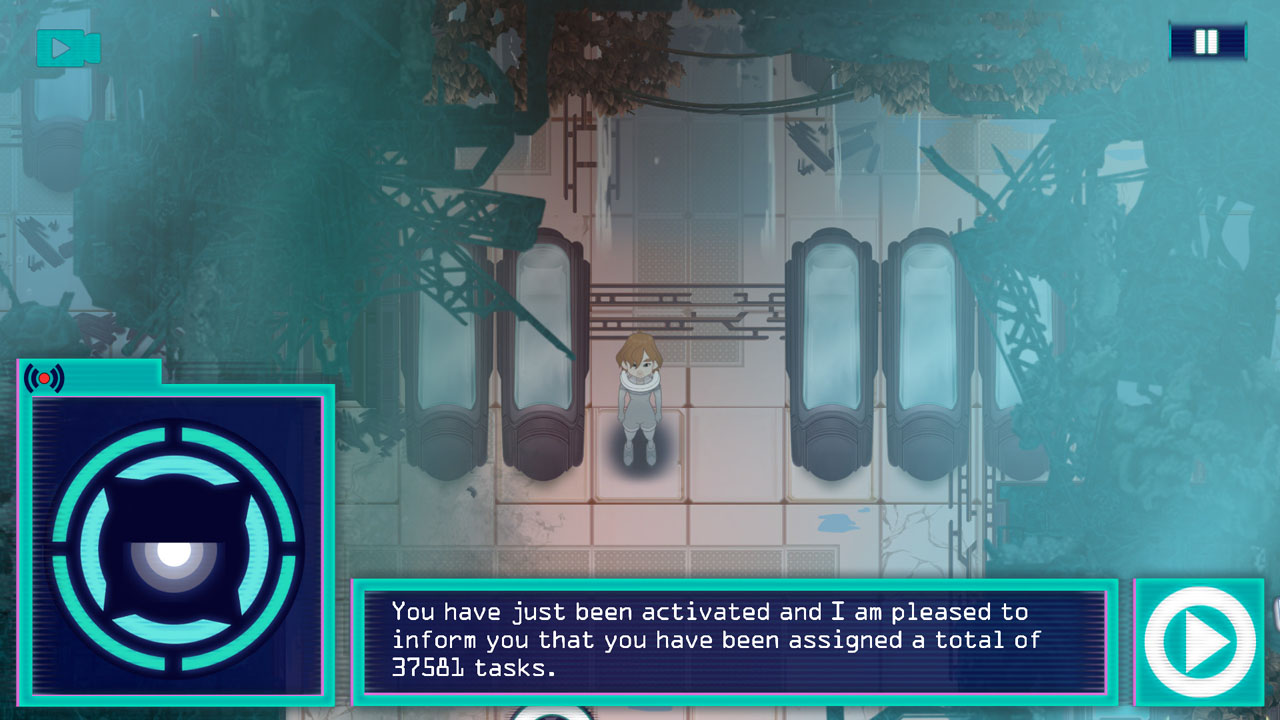 You have just been activated and I am pleased to
inform you that you have been assigned a total of
37581 tasks.